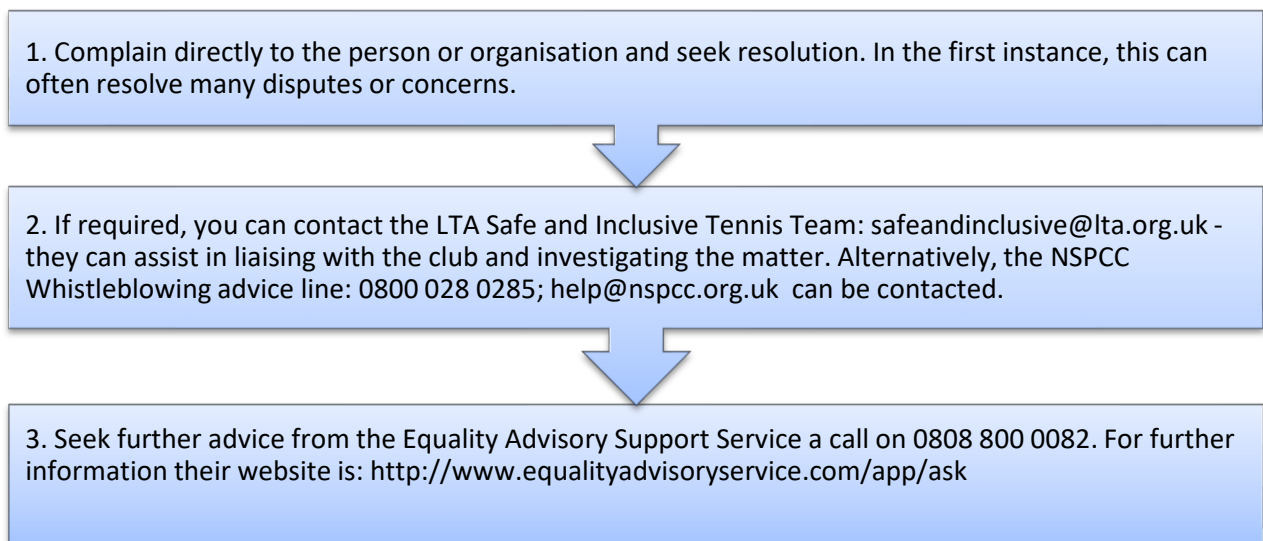 1. Complain directly to the person or organisation and seek resolution. In the first instance, this can
often resolve many disputes or concerns.
2. If required, you can contact the LTA Safe and Inclusive Tennis Team: safeandinclusive@lta.org.uk -
they can assist in liaising with the club and investigating the matter. Alternatively, the NSPCC
Whistleblowing advice line: 0800 028 0285; help@nspcc.org.uk can be contacted.
3. Seek further advice from the Equality Advisory Support Service a call on 0808 800 0082. For further
information their website is: http://www.equalityadvisoryservice.com/app/ask